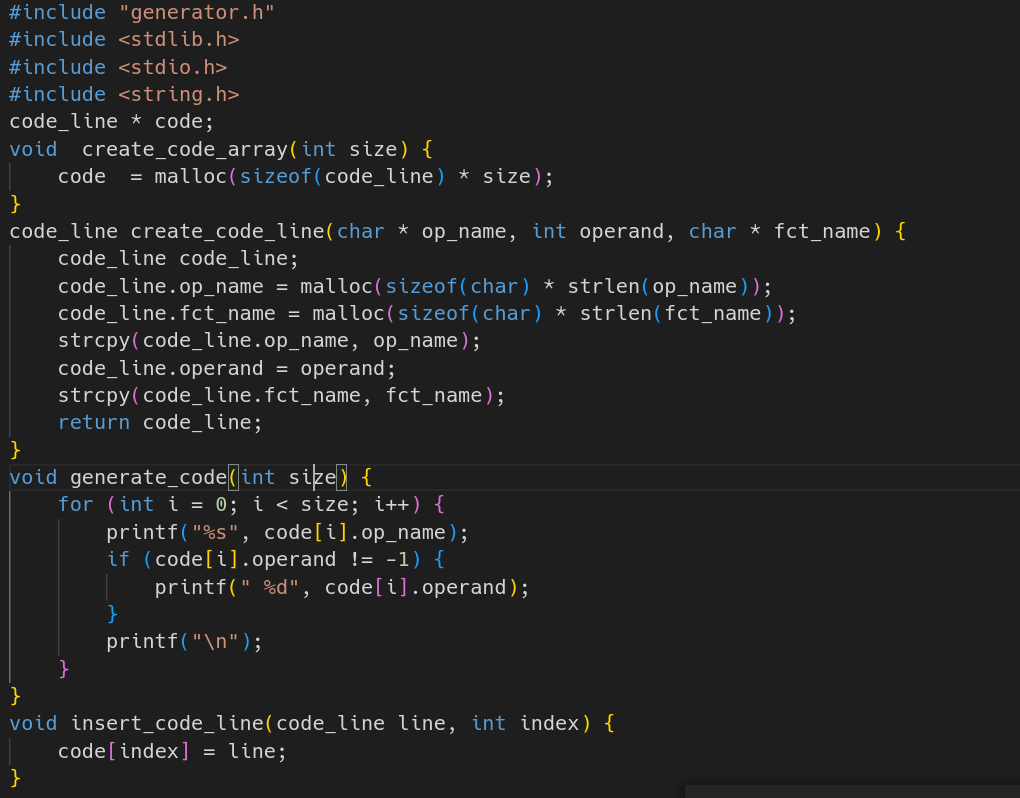 #include "generator.h"
#include <stdlib.h>
#include <stdio.h>
#include <string.h>
code_line * code;
void  create_code_array(int size) {
    code  = malloc(sizeof(code_line) * size);
}
code_line create_code_line(char * op_name, int operand, char * fct_name) {
    code_line code_line;
    code_line.op_name = malloc(sizeof(char) * strlen(op_name));
    code_line.fct_name = malloc(sizeof(char) * strlen(fct_name));
    strcpy(code_line.op_name, op_name);
    code_line.operand = operand;
    strcpy(code_line.fct_name, fct_name);
    return code_line;
}
void generate_code(int size) {
    for (int i = 0; i < size; i++) {
        printf("%s", code[i].op_name);
        if (code[i].operand != -1) {
            printf(" %d", code[i].operand);
        }
        printf("\n");
    }
}
void insert_code_line(code_line line, int index) {
    code[index] = line;
}